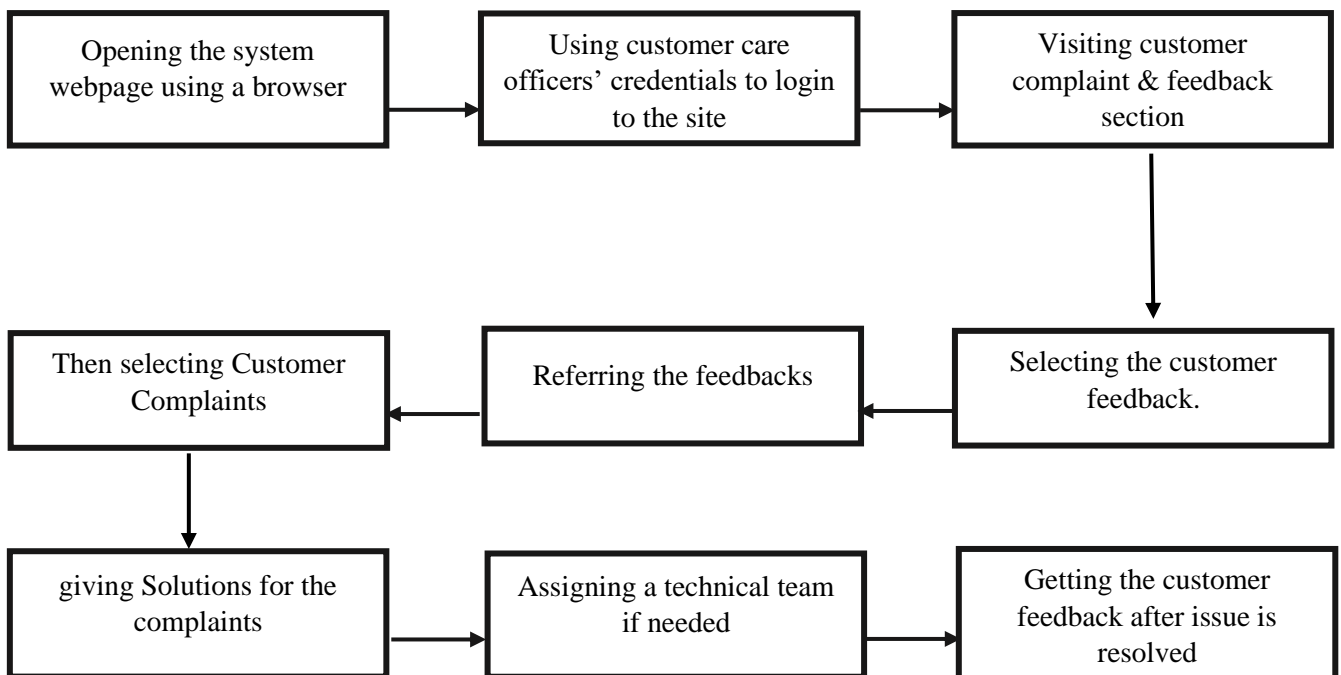 Opening the system
webpage using a browser
Using customer care
officers’ credentials to login
to the site
Visiting customer
complaint & feedback
section
Selecting the customer
feedback.
Referring the feedbacks
Then selecting Customer
Complaints
giving Solutions for the
complaints
Assigning a technical team
if needed
Getting the customer
feedback after issue is
resolved